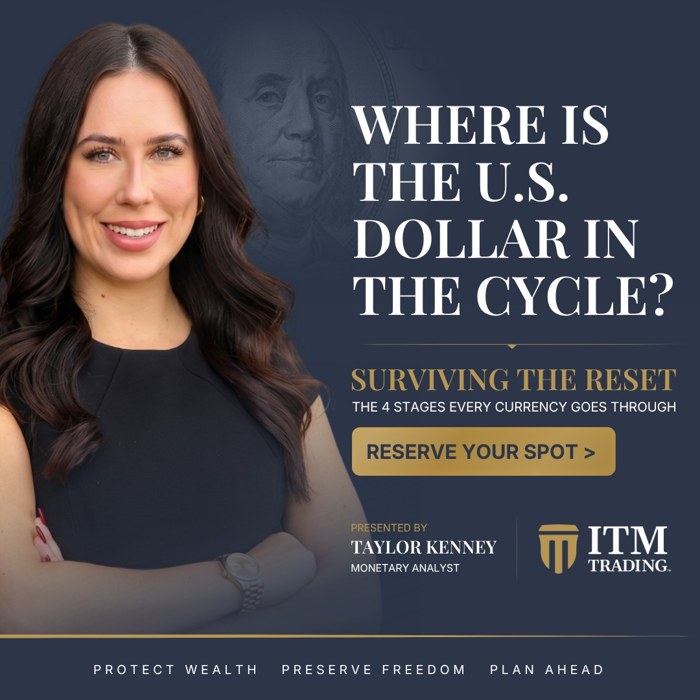 WHERE IS
THE U.S.
DOLLAR IN
THE CYCLE?
SURVIVING THE RESET
THE 4 STAGES EVERY CURRENCY GOES THROUGH
RESERVE YOUR SPOT >
PRESENTED BY
TAYLOR KENNEY
MONETARY ANALYST
ITM
TRADING™
PROTECT WEALTH PRESERVE FREEDOM PLAN AHEAD